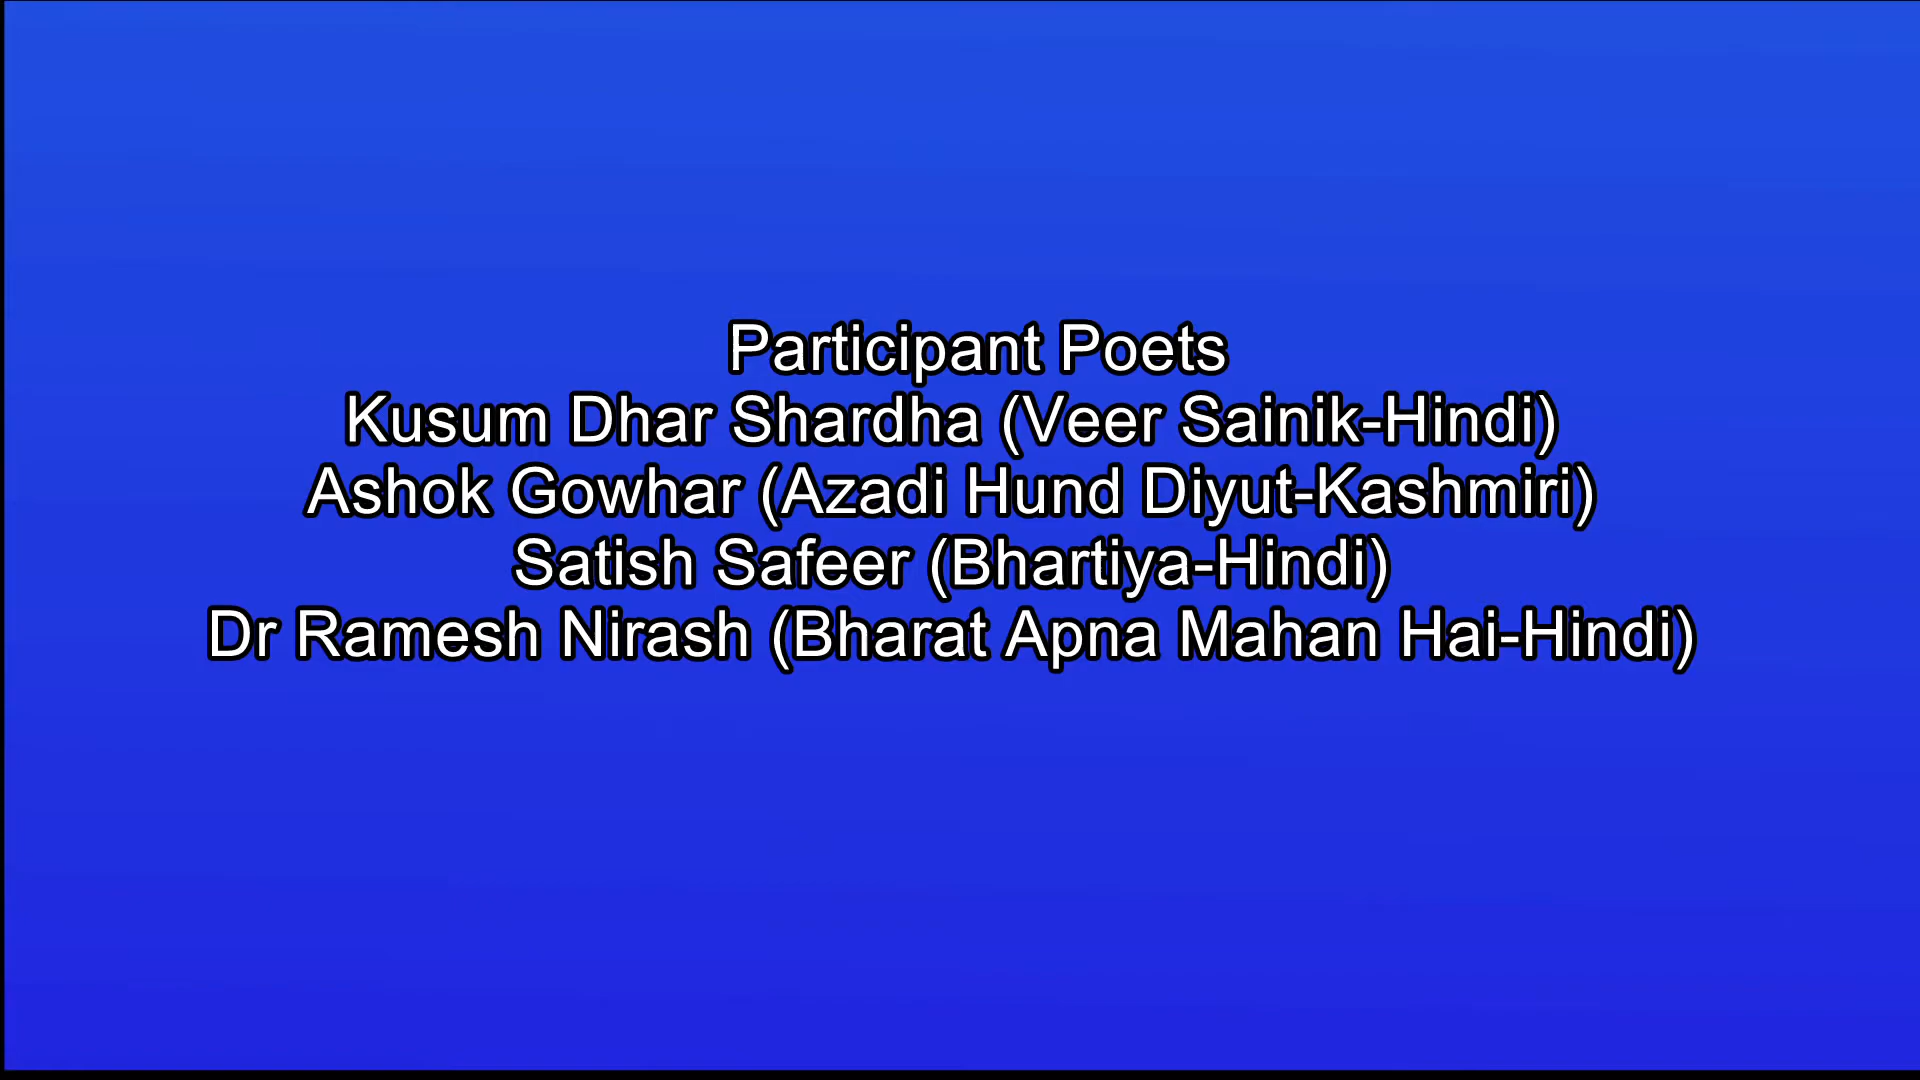 Participant Poets
Kusum Dhar Shardha (Veer Sainik-Hindi)
Ashok Gowhar (Azadi Hund Diyut-Kashmiri)
Satish Safeer (Bhartiya-Hindi)
Dr Ramesh Nirash (Bharat Apna Mahan Hai-Hindi)